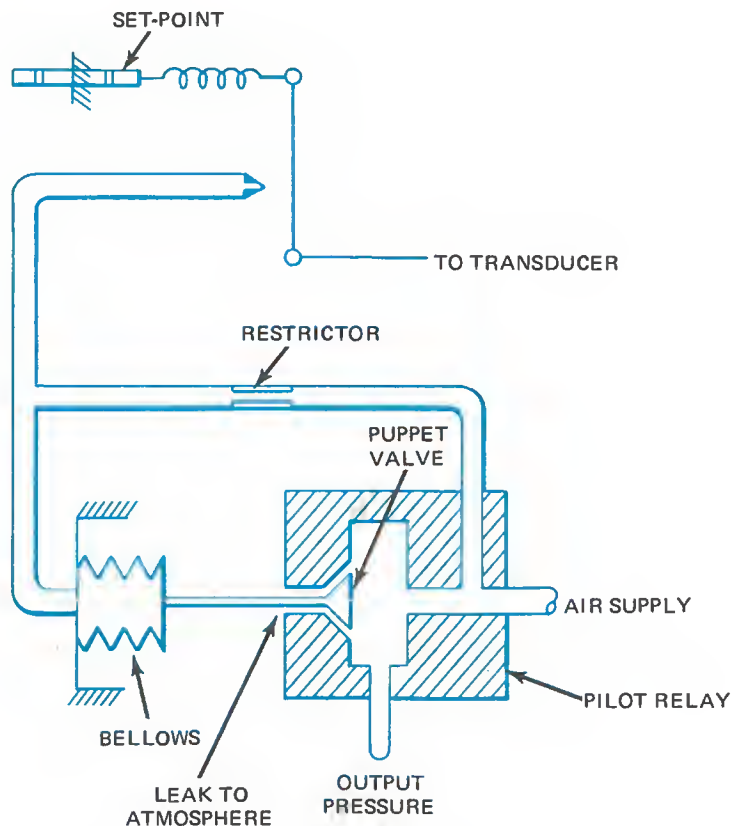 SET-POINT
TO TRANSDUCER
RESTRICTOR
PUPPET
VALVE
AIR SUPPLY
PILOT RELAY
BELLOWS
LEAK TO
ATMOSPHERE
OUTPUT
PRESSURE